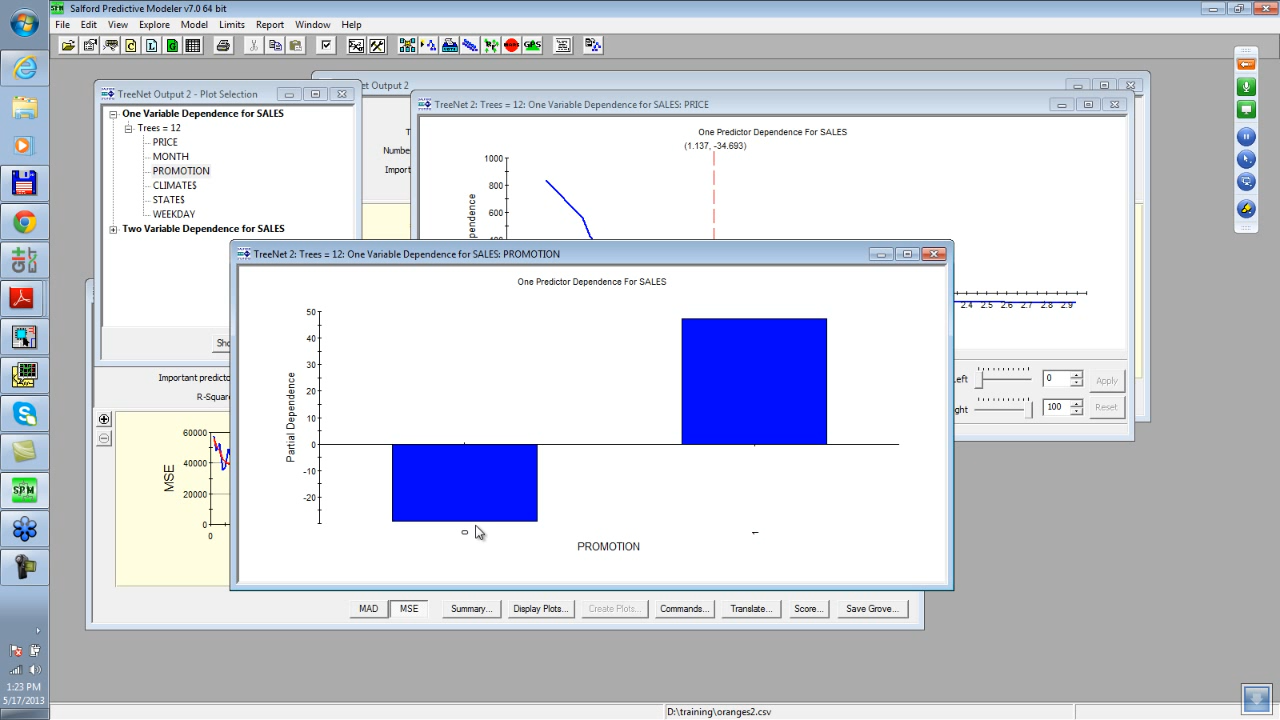 Salford Predictive Modeler v7.0 64 bit
File Edit View Explore Model Limits Report Window Help
TreeNet Output 2 - Plot Selection
Net Output 2
One Variable Dependence for SALES
Trees = 12
PRICE
MONTH
PROMOTION
CLIMATE$
STATE$
WEEKDAY
Two Variable Dependence for SALES
TreeNet 2: Trees = 12: One Variable Dependence for SALES: PRICE
One Predictor Dependence For SALES
(1.137, -34.693)
1000
800
600
2.4 2.5 2.6 2.7 2.8 2.9
0 Apply
100 Reset
TreeNet 2: Trees = 12: One Variable Dependence for SALES: PROMOTION
One Predictor Dependence For SALES
Partial Dependence
50
40
30
20
10
0
-10
-20
0 1
PROMOTION
Important predicto
R-Square
MSE
60000
40000
20000
0
0
MAD MSE Summary... Display Plots... Create Plots... Commands... Translate... Score... Save Grove...
D:\training\oranges2.csv
SPM
1:23 PM
5/17/2013